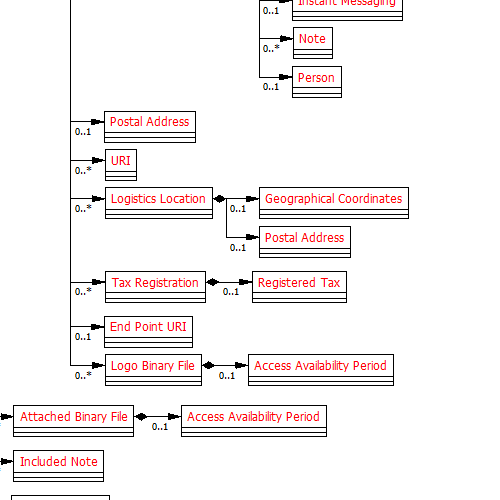 Instant Messaging
0..1
Note
0..*
Person
0..1
Postal Address
0..1
URI
0..*
Logistics Location
0..*
Geographical Coordinates
0..1
Postal Address
0..1
Tax Registration
0..*
Registered Tax
0..1
End Point URI
0..1
Logo Binary File
0..*
Access Availability Period
0..1
Attached Binary File
Access Availability Period
0..1
Included Note